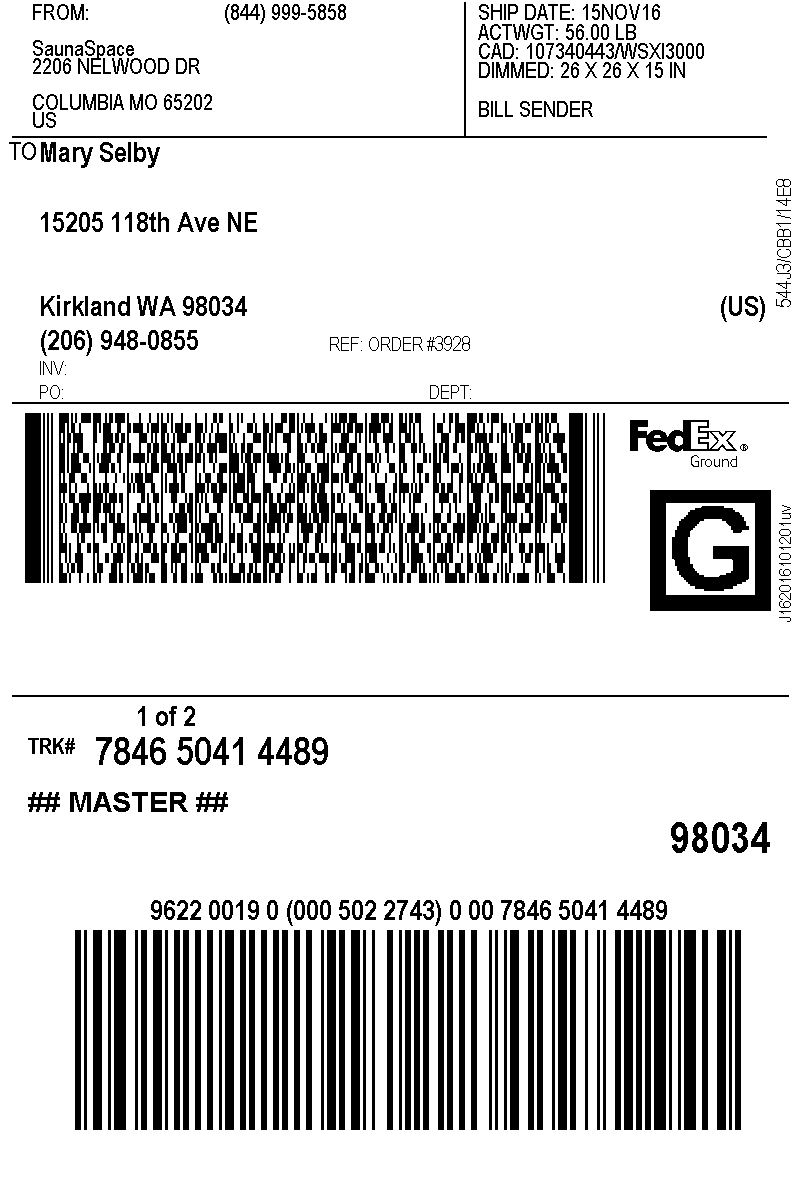 FROM: (844) 999-5858
SaunaSpace
2206 NELWOOD DR
COLUMBIA MO 65202
US
SHIP DATE: 15NOV16
ACTWGT: 56.00 LB
CAD: 107340443/WSXI3000
DIMMED: 26 X 26 X 15 IN
BILL SENDER
TO Mary Selby
15205 118th Ave NE
Kirkland WA 98034 (US)
(206) 948-0855 REF: ORDER #3928
INV:
PO: DEPT:
544J3/CBB1/14E8
FedEx®
Ground
G
J162016101201uv
1 of 2
TRK# 7846 5041 4489
## MASTER ##
98034
9622 0019 0 (000 502 2743) 0 00 7846 5041 4489